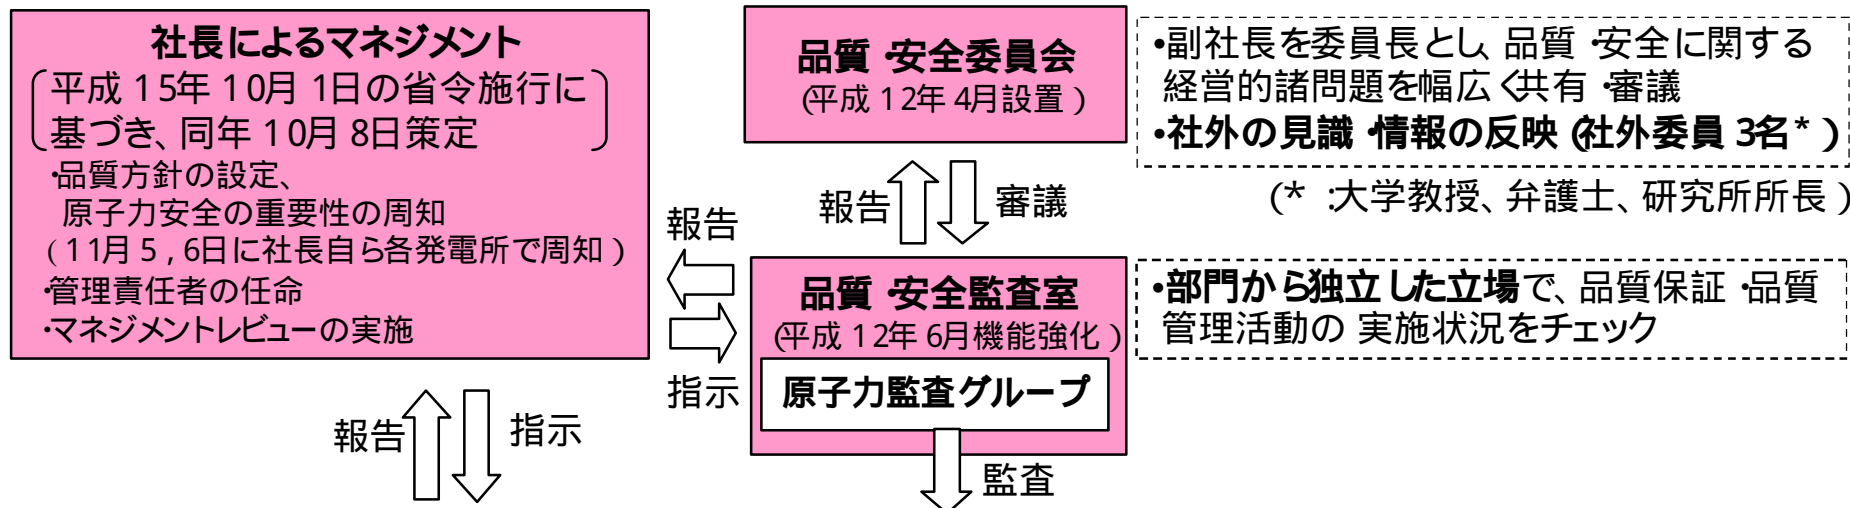 社長によるマネジメント
平成15年10月1日の省令施行に
基づき、同年10月8日策定
・品質方針の設定、
原子力安全の重要性の周知
(11月5,6日に社長自ら各発電所で周知)
・管理責任者の任命
・マネジメントレビューの実施
報告
指示
報告
指示
品質・安全委員会
(平成12年4月設置)
報告
審議
品質・安全監査室
(平成12年6月機能強化)
原子力監査グループ
監査
•副社長を委員長とし、品質・安全に関する
経営的諸問題を幅広く共有・審議
•社外の見識・情報の反映(社外委員3名*)
(*:大学教授、弁護士、研究所所長)
•部門から独立した立場で、品質保証・品質
管理活動の実施状況をチェック